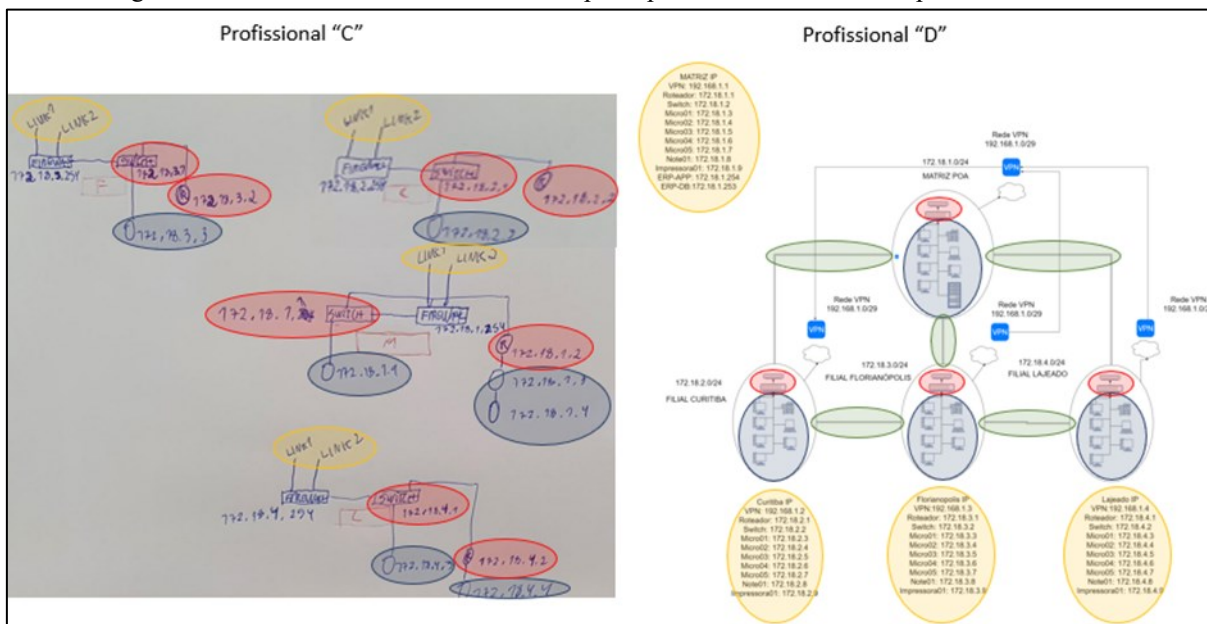 Profissional “C”
LINK1
LINK2
FIREWALL
172.18.3.254
SWITCH
F
R 172.18.3.2
172.18.3.3
LINK1
LINK2
FIREWALL
172.18.2.254
SWITCH
172.18.2.1
C
R
172.18.2.2
172.18.2.3
LINK1
LINK2
172.18.1.
SWITCH
FIREWALL
172.18.1.254
M
R 172.18.1.2
172.18.1.3
172.18.1.4
LINK1
LINK2
FIREWALL
172.18.4.254
SWITCH
172.18.4.1
R 172.18.4.2
172.18.4.3
172.18.4.4
Profissional “D”
MATRIZ IP
VPN: 192.168.1.1
Roteador: 172.18.1.1
Switch: 172.18.1.2
Micro01: 172.18.1.3
Micro02: 172.18.1.4
Micro03: 172.18.1.5
Micro04: 172.18.1.6
Micro05: 172.18.1.7
Note01: 172.18.1.8
Impressora01: 172.18.1.9
ERP-APP: 172.18.1.254
ERP-DB:172.18.1.253
Rede VPN
192.168.1.0/29
VPN
172.18.1.0/24
MATRIZ POA
Rede VPN
192.168.1.0/29
VPN
Rede VPN
192.168.1.0/29
VPN
Rede VPN
192.168.1.0/29
VPN
172.18.2.0/24
FILIAL CURITIBA
172.18.3.0/24
FILIAL FLORIANÓPOLIS
172.18.4.0/24
FILIAL LAJEADO
Curitiba IP
VPN: 192.168.1.2
Roteador: 172.18.2.1
Switch: 172.18.2.2
Micro01: 172.18.2.3
Micro02: 172.18.2.4
Micro03: 172.18.2.5
Micro04: 172.18.2.6
Micro05: 172.18.2.7
Note01: 172.18.2.8
Impressora01: 172.18.2.9
Florianopolis IP
VPN:192.168.1.3
Roteador: 172.18.3.1
Switch: 172.18.3.2
Micro01: 172.18.3.3
Micro02: 172.18.3.4
Micro03: 172.18.3.5
Micro04: 172.18.3.6
Micro05: 172.18.3.7
Note01: 172.18.3.8
Impressora01: 172.18.3.9
Lajeado IP
VPN: 192.168.1.4
Roteador: 172.18.4.1
Switch: 172.18.4.2
Micro01: 172.18.4.3
Micro02: 172.18.4.4
Micro03: 172.18.4.5
Micro04: 172.18.4.6
Micro05: 172.18.4.7
Note01: 172.18.4.8
Impressora01: 172.18.4.9